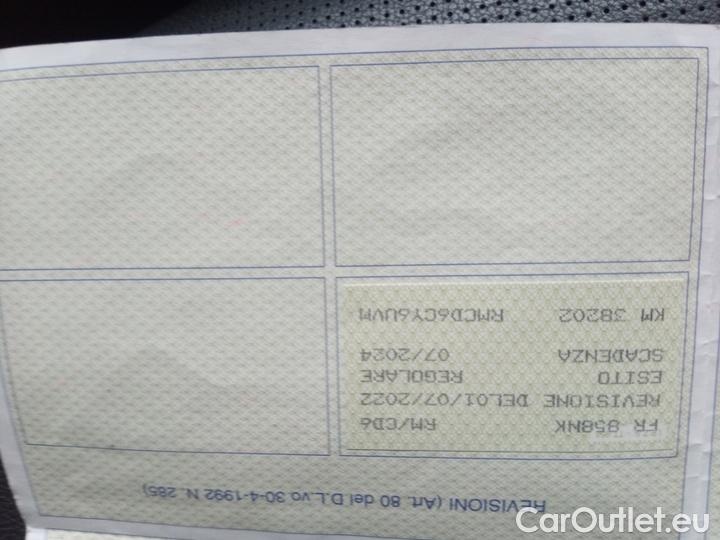 REVISIONI (Art. 80 del D.L.vo 30-4-1992 N. 285)
FR 858NK RM/CD6
REVISIONE DEL01/07/2022
ESITO REGOLARE
SCADENZA 07/2024
KM 38202 RMCD6CY6UVM
CarOutlet.eu